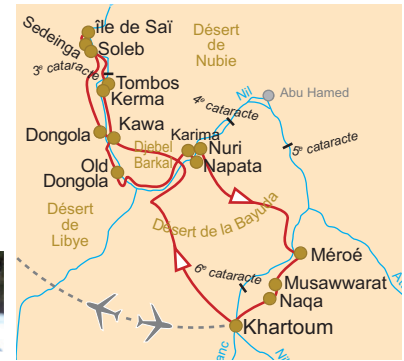 île de Saï
Sedeinga
Soleb
Désert
de
Nubie
3e cataracte
Tombos
Kerma
Nil
Abu Hamed
4e cataracte
5e cataracte
Dongola
Kawa
Karima
Nuri
Djebel
Barkal
Napata
Old
Dongola
Désert
de
Libye
Désert de la Bayuda
Méroé
6e cataracte
Musawwarat
Naqa
Khartoum